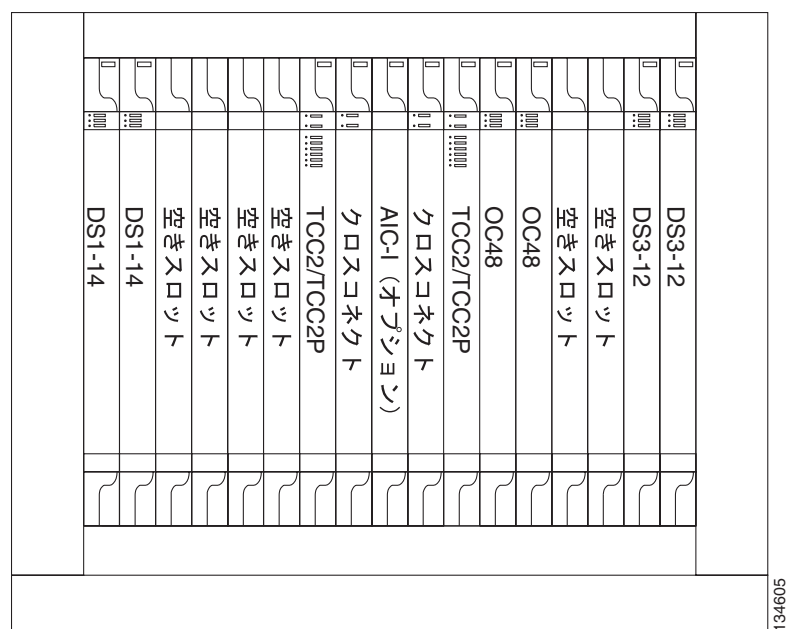 DS1-14
DS1-14
空きスロット
空きスロット
空きスロット
空きスロット
TCC2/TCC2P
クロスコネクト
AIC-I（オプション）
クロスコネクト
TCC2/TCC2P
OC48
OC48
空きスロット
空きスロット
DS3-12
DS3-12
134605